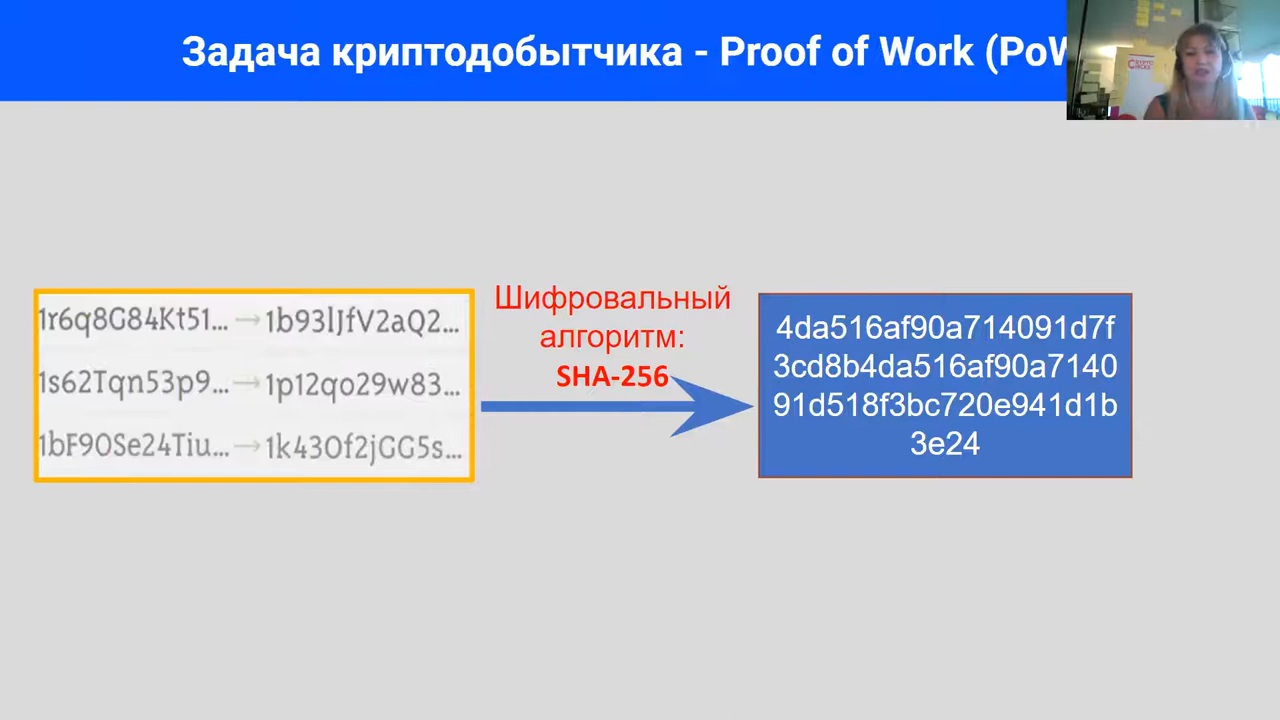 Задача криптодобытчика - Proof of Work (PoW
1r6q8G84Kt51... → 1b93lJfV2aQ2...
1s62Tqn53p9... → 1p12qo29w83...
1bF90Se24Tiu... → 1k43Of2jGG5s...
Шифровальный
алгоритм:
SHA-256
4da516af90a714091d7f
3cd8b4da516af90a7140
91d518f3bc720e941d1b
3e24